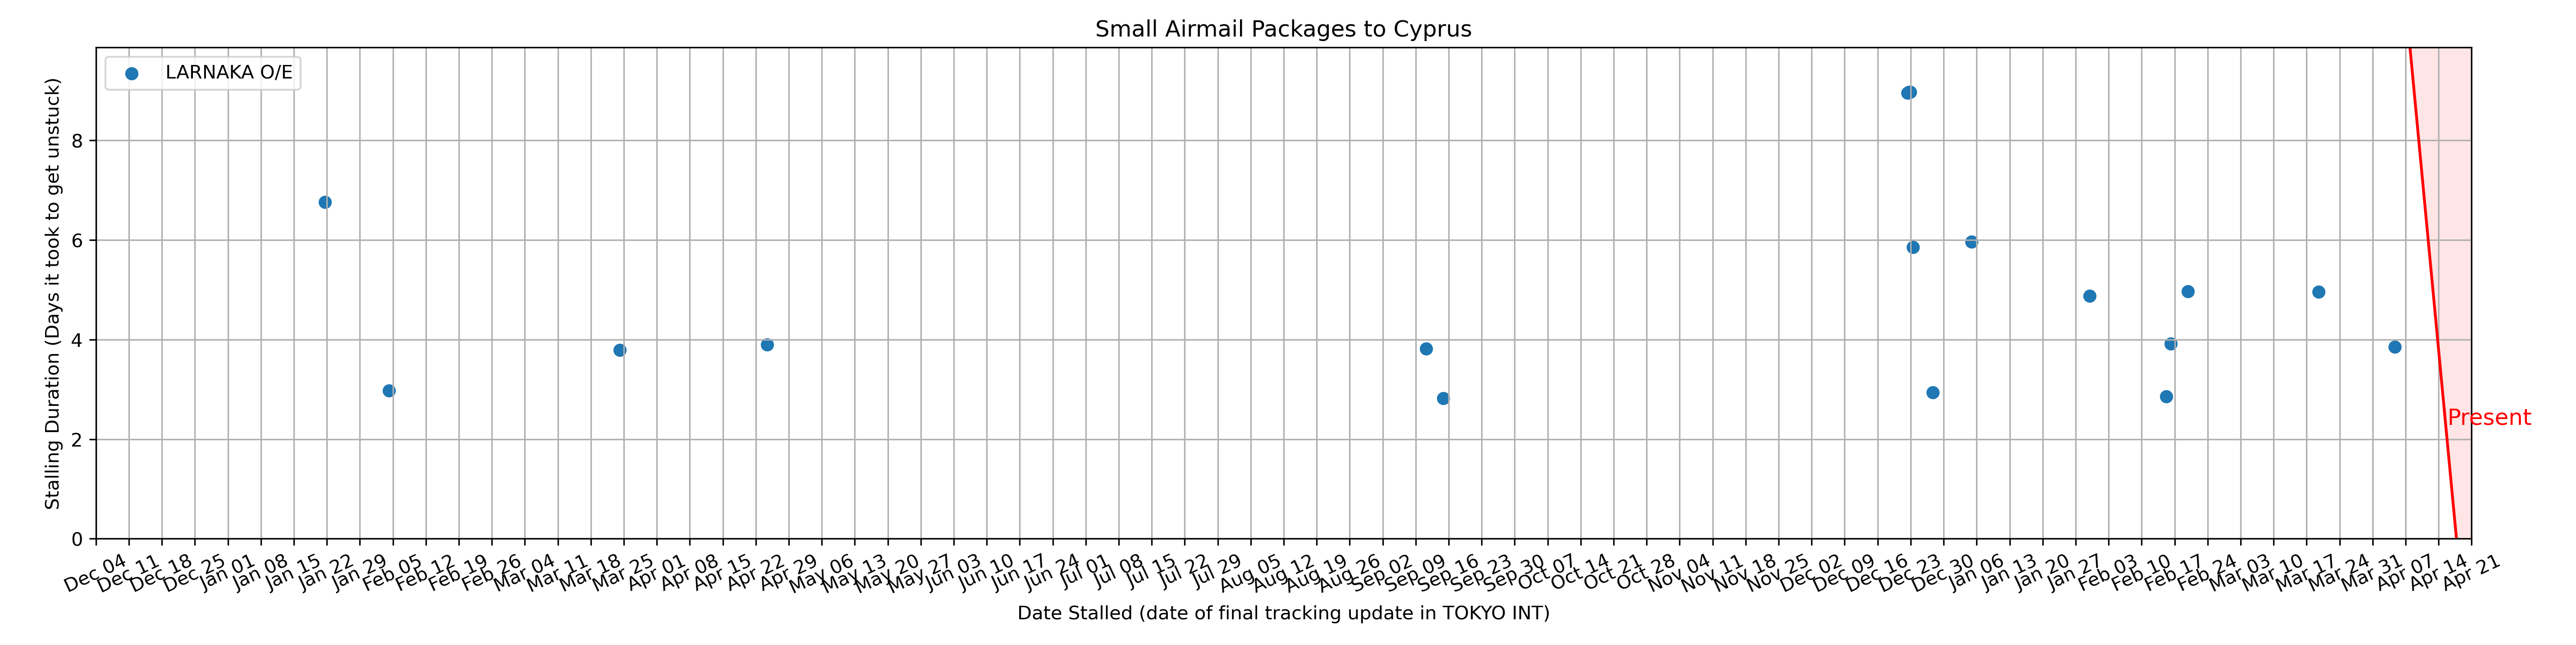 Small Airmail Packages to Cyprus
LARNAKA O/E
Stalling Duration (Days it took to get unstuck)
8
6
4
2
0
Present
Dec 04 Dec 11 Dec 18 Dec 25 Jan 01 Jan 08 Jan 15 Jan 22 Jan 29 Feb 05 Feb 12 Feb 19 Feb 26 Mar 04 Mar 11 Mar 18 Mar 25 Apr 01 Apr 08 Apr 15 Apr 22 Apr 29 May 06 May 13 May 20 May 27 Jun 03 Jun 10 Jun 17 Jun 24 Jul 01 Jul 08 Jul 15 Jul 22 Jul 29 Aug 05 Aug 12 Aug 19 Aug 26 Sep 02 Sep 09 Sep 16 Sep 23 Sep 30 Oct 07 Oct 14 Oct 21 Oct 28 Nov 04 Nov 11 Nov 18 Nov 25 Dec 02 Dec 09 Dec 16 Dec 23 Dec 30 Jan 06 Jan 13 Jan 20 Jan 27 Feb 03 Feb 10 Feb 17 Feb 24 Mar 03 Mar 10 Mar 17 Mar 24 Mar 31 Apr 07 Apr 14 Apr 21
Date Stalled (date of final tracking update in TOKYO INT)